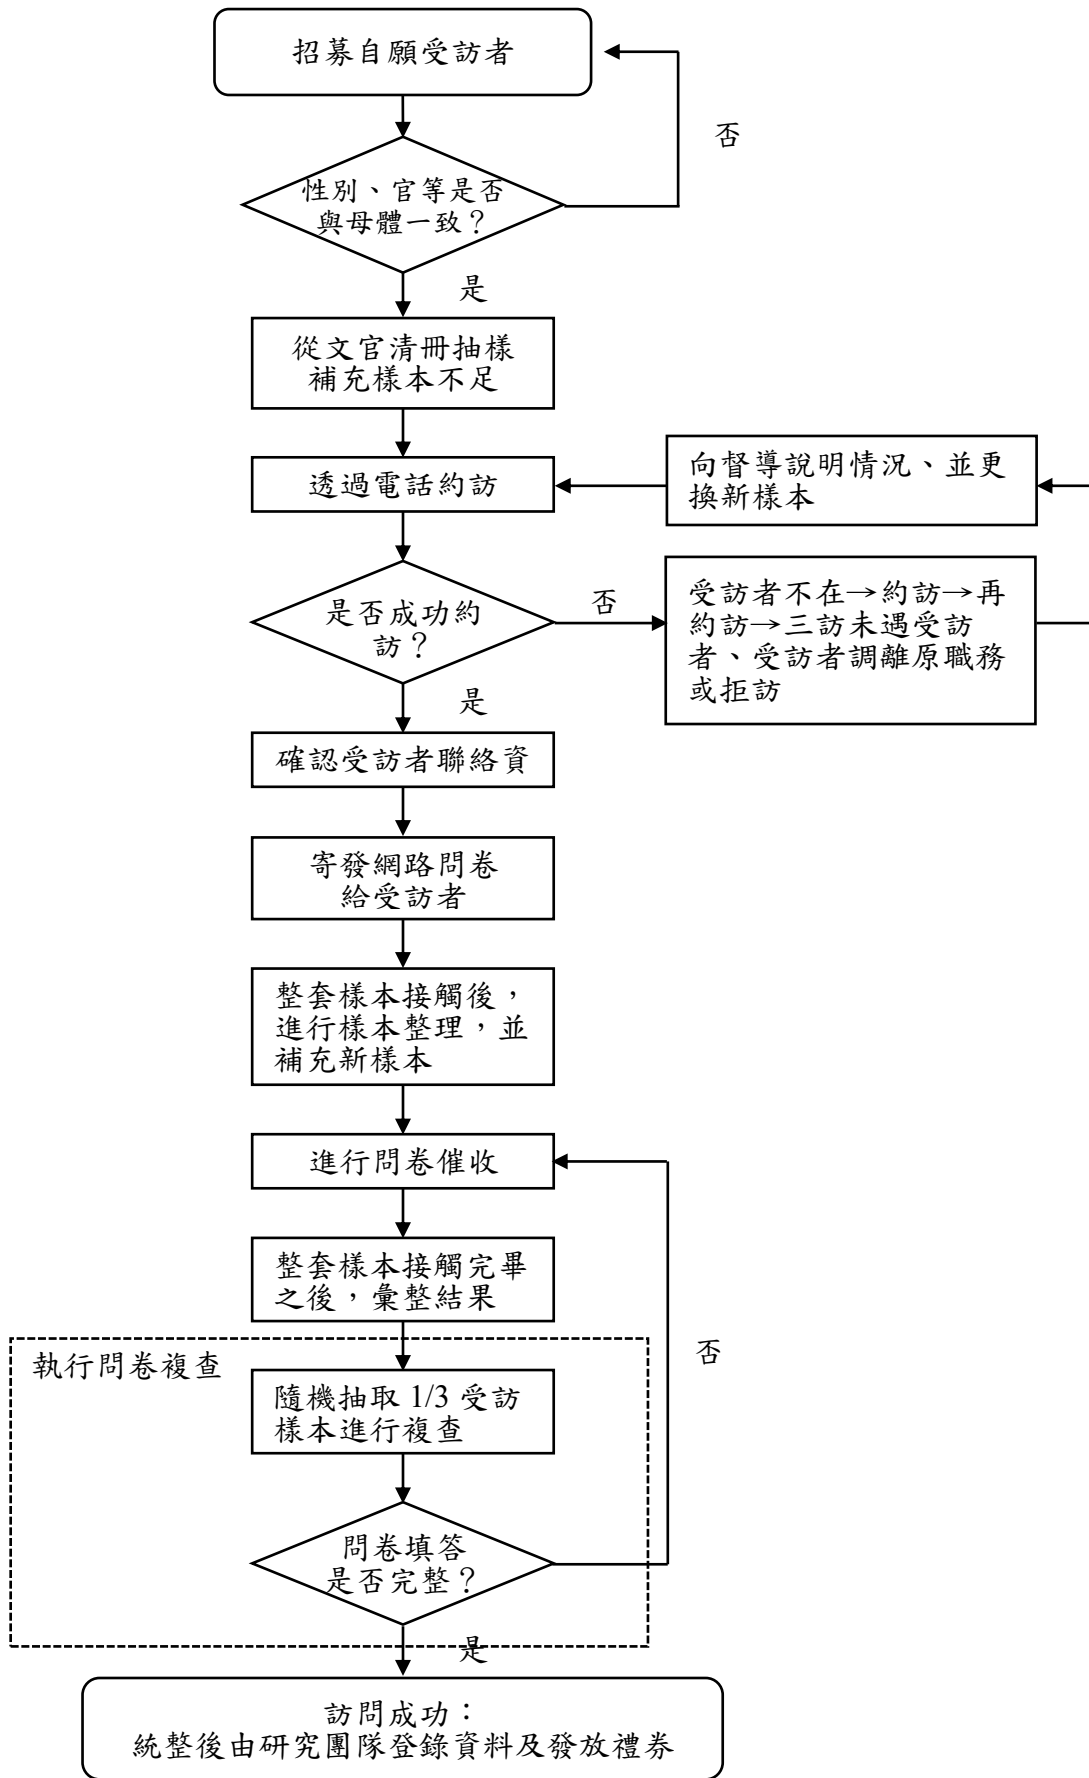 招募自願受訪者
否
性別、官等是否
與母體一致？
是
從文官清冊抽樣
補充樣本不足
透過電話約訪
向督導說明情況、並更
換新樣本
是否成功約
訪？
否
受訪者不在→約訪→再
約訪→三訪未遇受訪
者、受訪者調離原職務
或拒訪
是
確認受訪者聯絡資
寄發網路問卷
給受訪者
整套樣本接觸後，
進行樣本整理，並
補充新樣本
進行問卷催收
整套樣本接觸完畢
之後，彙整結果
否
執行問卷複查
隨機抽取 1/3 受訪
樣本進行複查
問卷填答
是否完整？
是
訪問成功：
統整後由研究團隊登錄資料及發放禮券